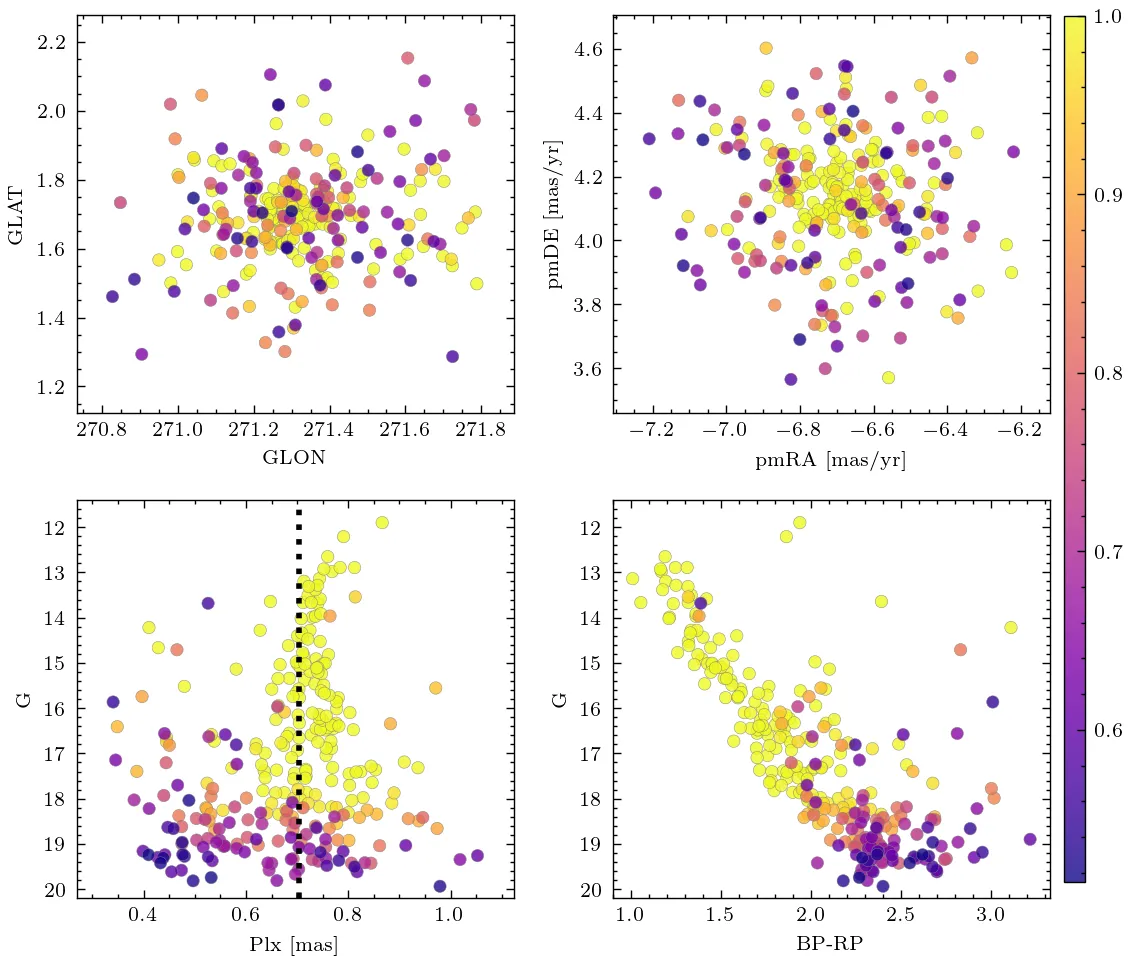 2.2
2.0
1.8
1.6
1.4
1.2
GLAT
270.8 271.0 271.2 271.4 271.6 271.8
GLON
4.6
4.4
4.2
4.0
3.8
3.6
pmDE [mas/yr]
−7.2 −7.0 −6.8 −6.6 −6.4 −6.2
pmRA [mas/yr]
1.0
0.9
0.8
0.7
0.6
12
13
14
15
16
17
18
19
20
G
0.4 0.6 0.8 1.0
Plx [mas]
12
13
14
15
16
17
18
19
20
G
1.0 1.5 2.0 2.5 3.0
BP-RP